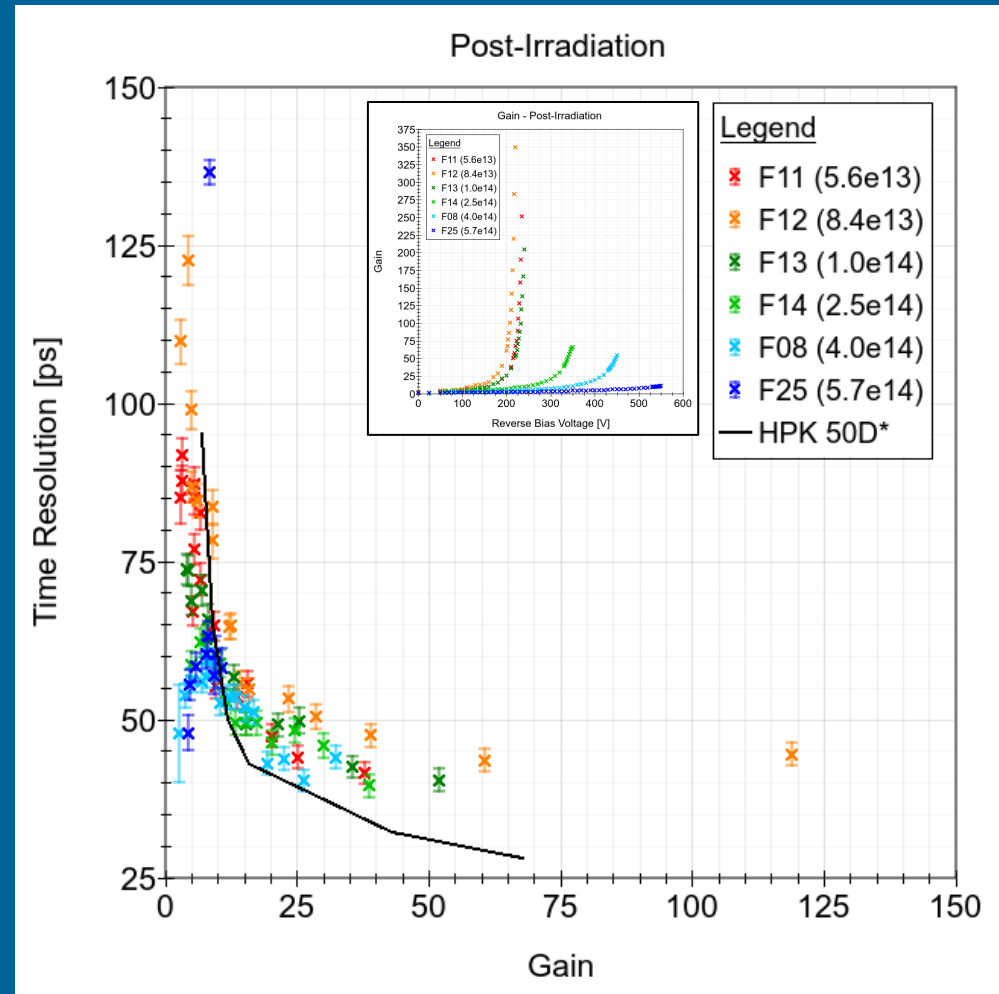 Post-Irradiation
150
125
100
75
50
25
Time Resolution [ps]
0
25
50
75
100
125
150
Gain
Legend
F11 (5.6e13)
F12 (8.4e13)
F13 (1.0e14)
F14 (2.5e14)
F08 (4.0e14)
F25 (5.7e14)
HPK 50D*
Gain - Post-Irradiation
375
350
325
300
275
250
225
200
175
150
125
100
75
50
25
0
Gain
Legend
F11 (5.6e13)
F12 (8.4e13)
F13 (1.0e14)
F14 (2.5e14)
F08 (4.0e14)
F25 (5.7e14)
0
100
200
300
400
500
600
Reverse Bias Voltage [V]